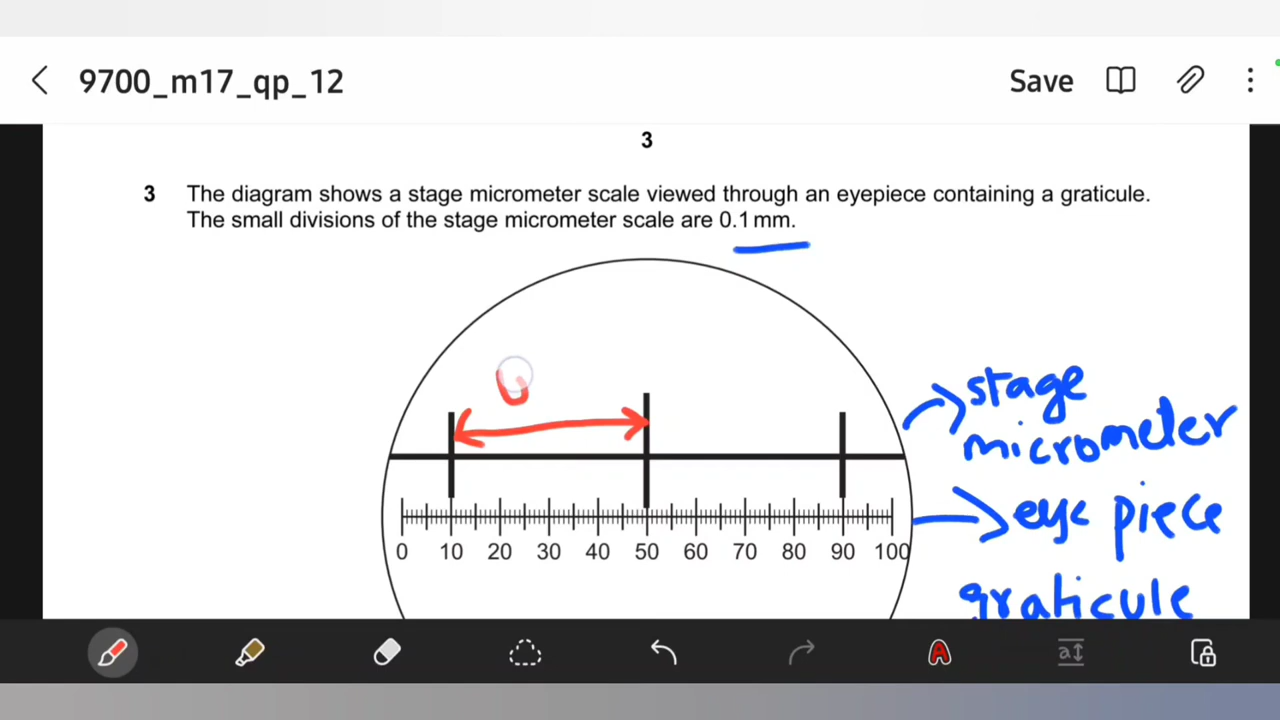 9700_m17_qp_12
Save
3
3 The diagram shows a stage micrometer scale viewed through an eyepiece containing a graticule.
The small divisions of the stage micrometer scale are 0.1 mm.
stage
micrometer
eye piece
0 10 20 30 40 50 60 70 80 90 100
graticule
A
a